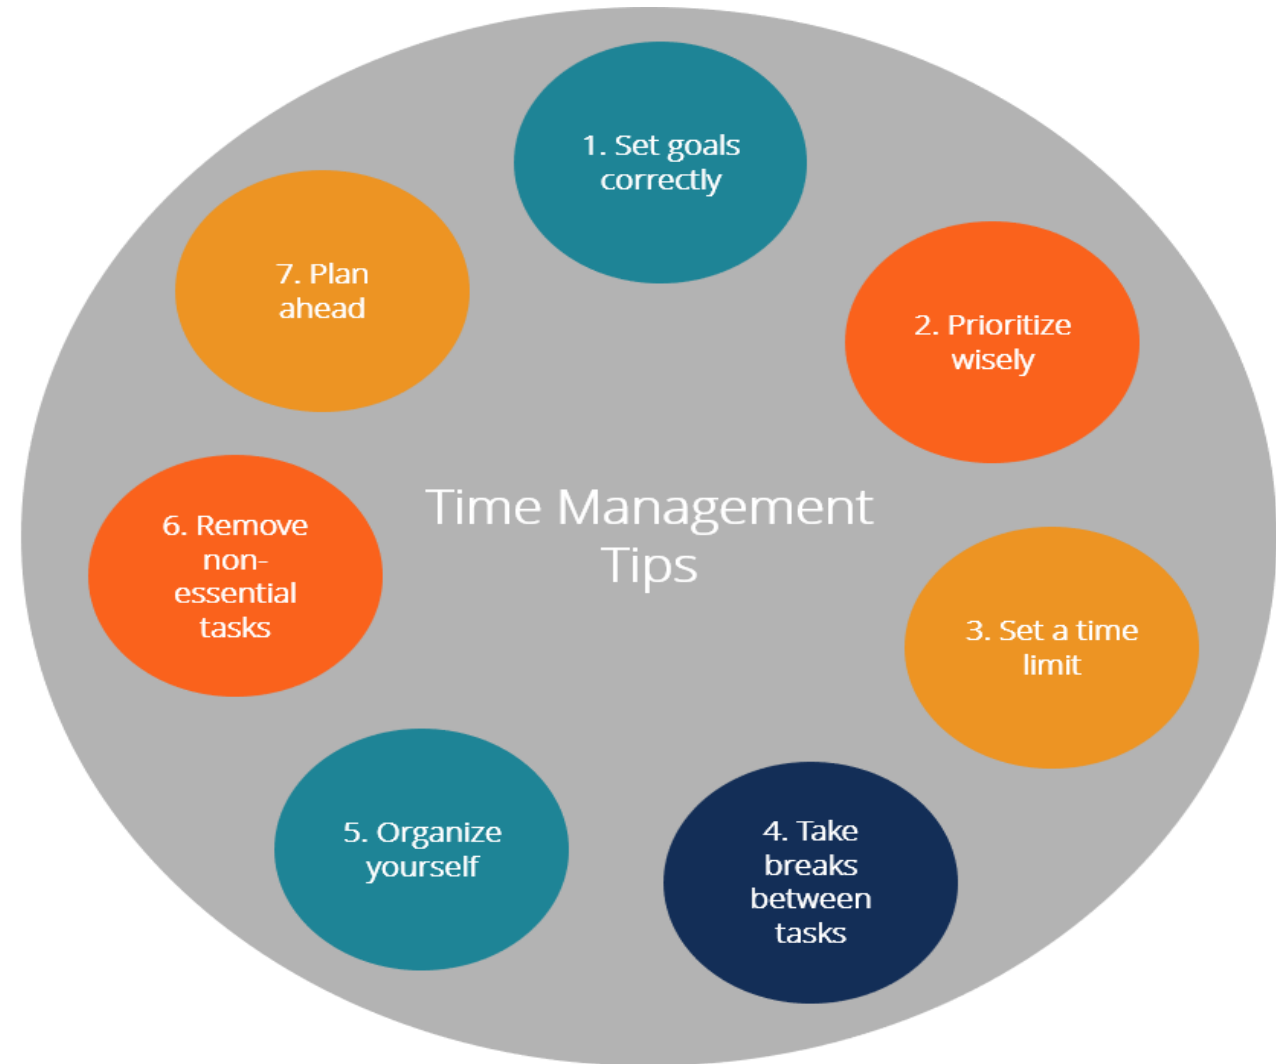 Time Management
Tips
1. Set goals
correctly
2. Prioritize
wisely
3. Set a time
limit
4. Take
breaks
between
tasks
5. Organize
yourself
6. Remove
non-
essential
tasks
7. Plan
ahead